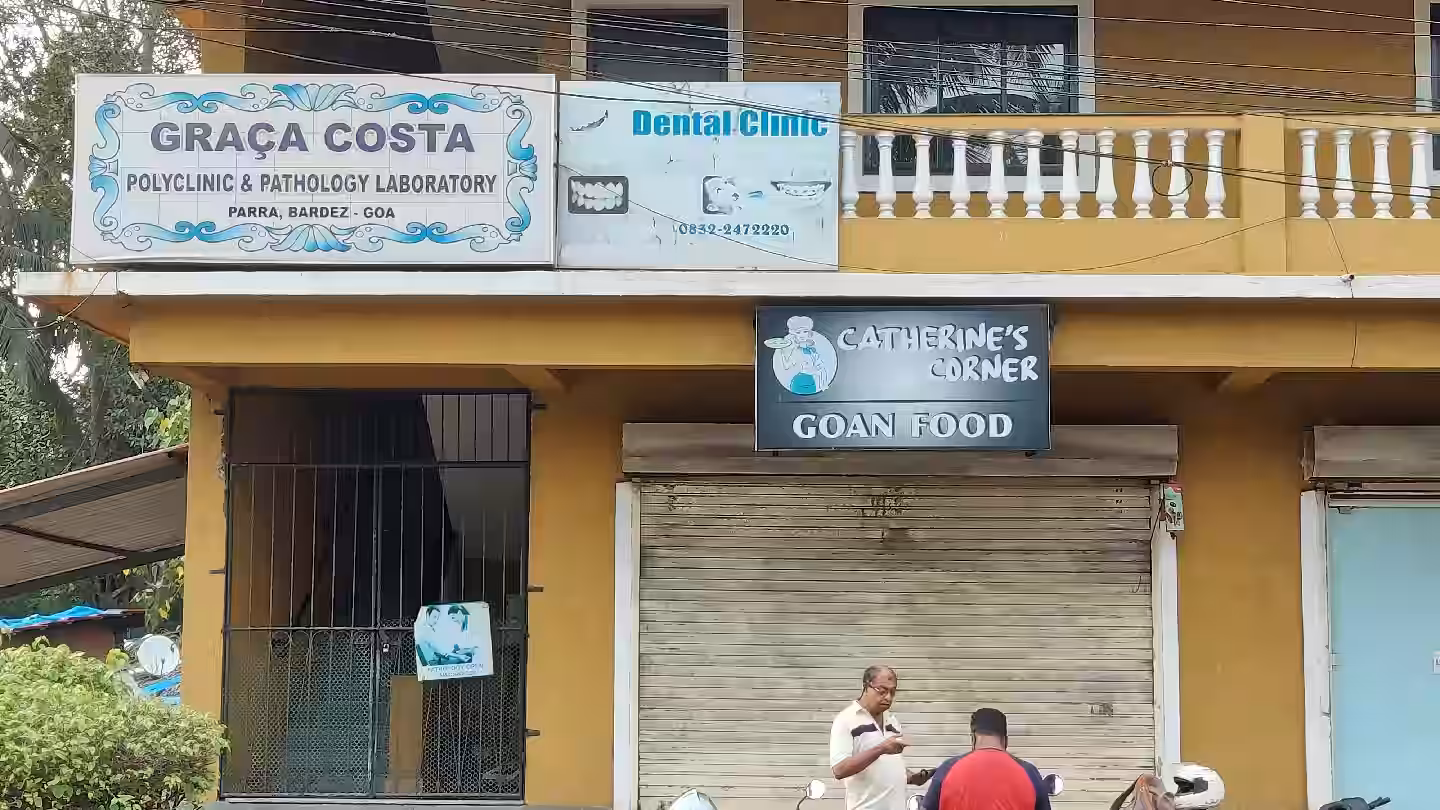 GRAÇA COSTA
POLYCLINIC & PATHOLOGY LABORATORY
PARRA, BARDEZ - GOA
Dental Clinic
0832-2472220
CATHERINE'S
CORNER
GOAN FOOD